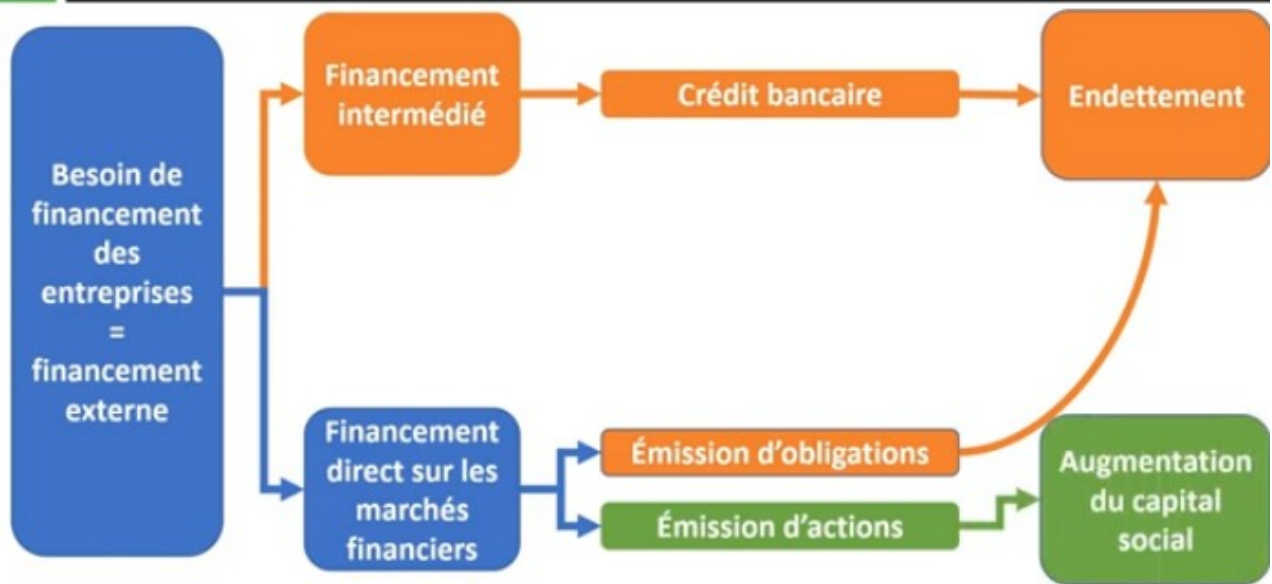 Besoin de
financement
des
entreprises
=
financement
externe
Financement
intermédié
Crédit bancaire
Endettement
Financement
direct sur les
marchés
financiers
Émission d'obligations
Émission d'actions
Augmentation
du capital
social